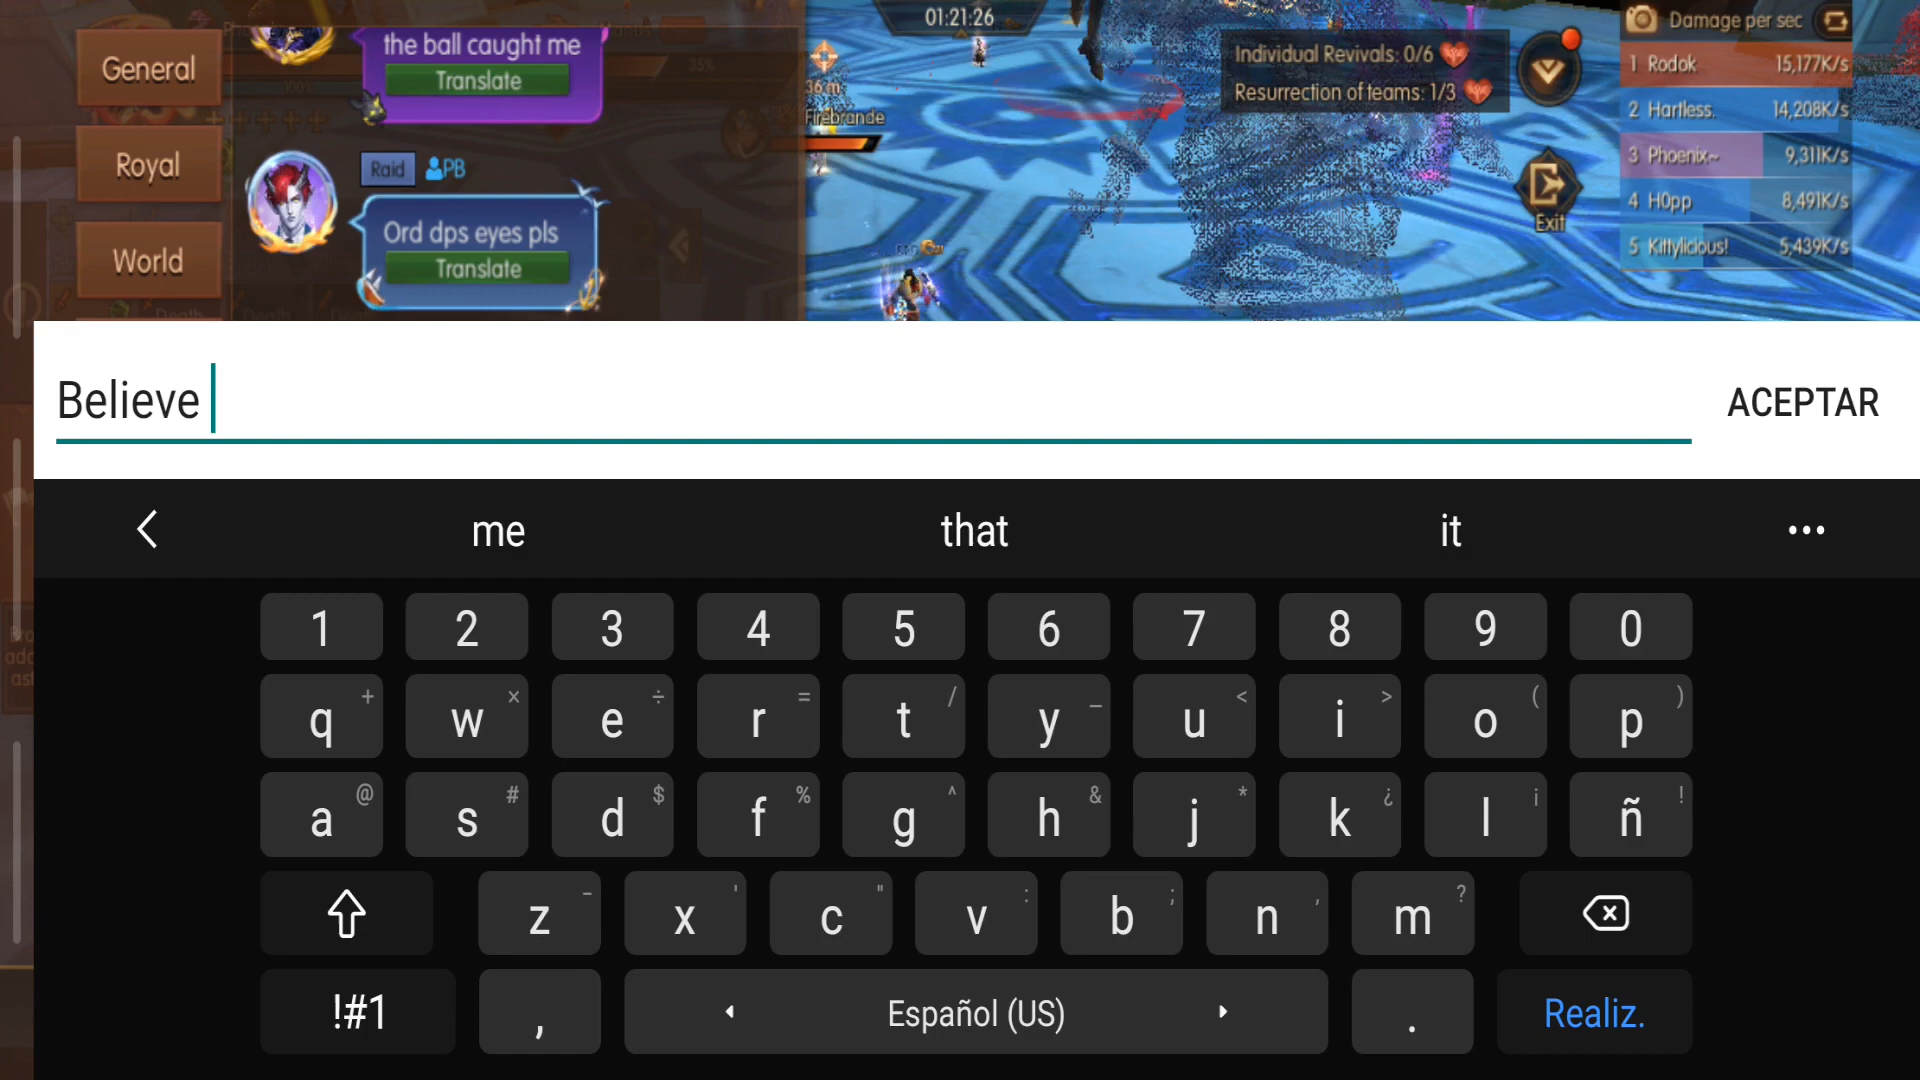 General
the ball caught me
Translate
Royal
Raid PB
Ord dps eyes pls
Translate
World
01:21:26
36 m
Firebrande
Individual Revivals: 0/6
Resurrection of teams: 1/3
Exit
Damage per sec
1 Rodok 15,177K/s
2 Hartless. 14,208K/s
3 Phoenix~ 9,311K/s
4 H0pp 8,491K/s
5 Kittylicious! 5,439K/s
Believe
ACEPTAR
me that it
1 2 3 4 5 6 7 8 9 0
q + w × e ÷ r = t / y _ u < i > o ( p )
a @ s # d $ f % g ^ h & j * k ¿ l ¡ ñ !
z - x ' c " v : b ; n , m ?
!#1 , Español (US) . Realiz.